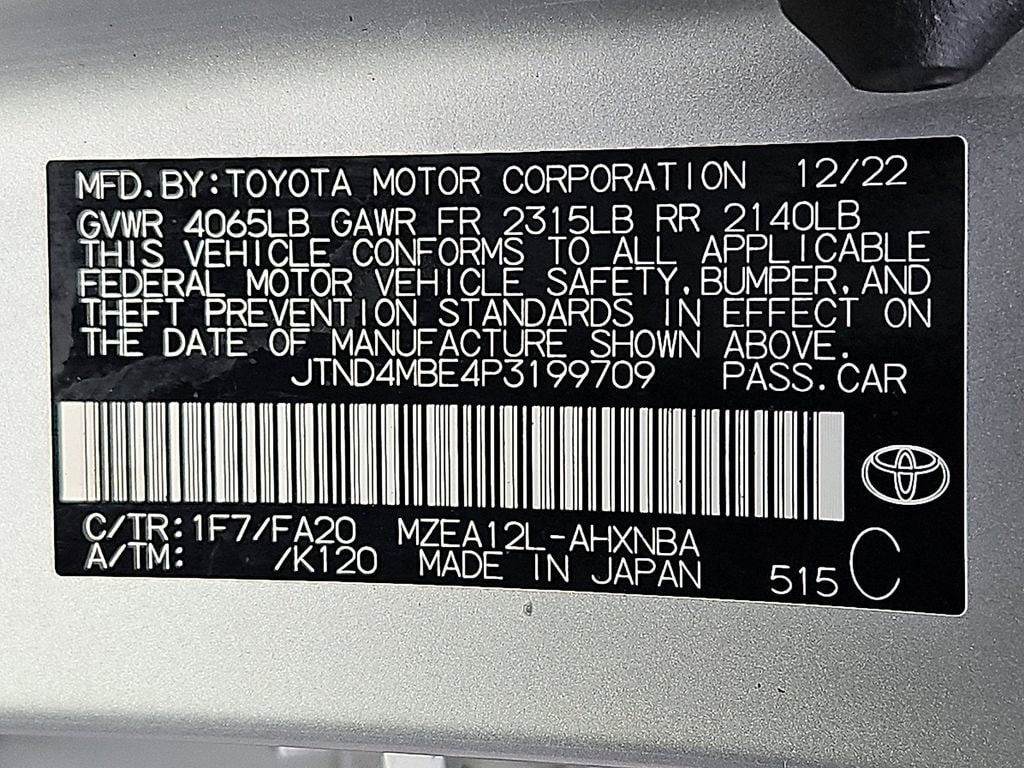 MFD.BY:TOYOTA MOTOR CORPORATION 12/22
GVWR 4065LB GAWR FR 2315LB RR 2140LB
THIS VEHICLE CONFORMS TO ALL APPLICABLE
FEDERAL MOTOR VEHICLE SAFETY,BUMPER,AND
THEFT PREVENTION STANDARDS IN EFFECT ON
THE DATE OF MANUFACTURE SHOWN ABOVE.
JTND4MBE4P3199709 PASS.CAR
C/TR:1F7/FA20 MZEA12L-AHXNBA
A/TM: /K120 MADE IN JAPAN 515 C